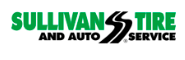 SULLIVAN TIRE
AND AUTO SERVICE